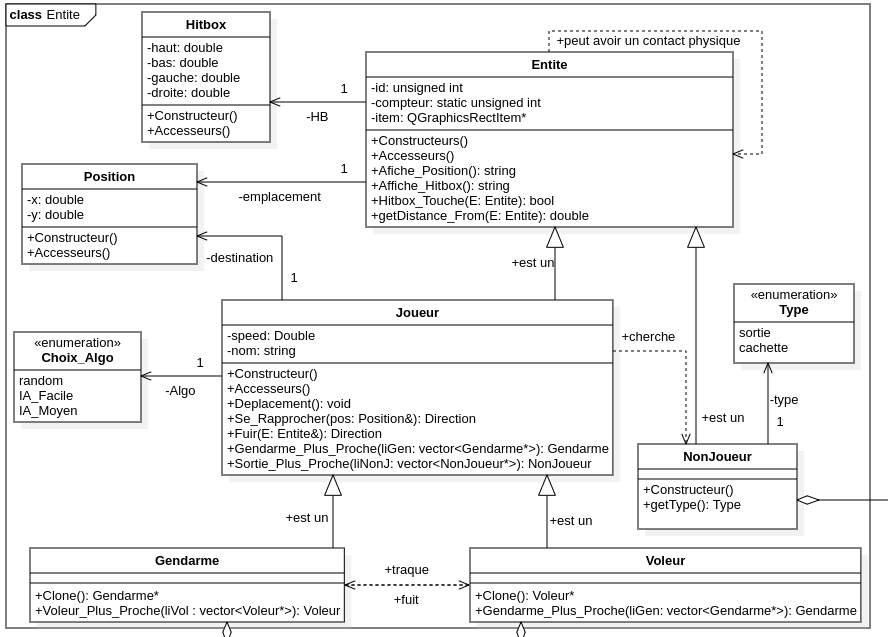 class Entite
Hitbox
-haut: double
-bas: double
-gauche: double
-droite: double
+Constructeur()
+Accesseurs()
+peut avoir un contact physique
Entite
-id: unsigned int
-compteur: static unsigned int
-item: QGraphicsRectItem*
+Constructeurs()
+Accesseurs()
+Afiche_Position(): string
+Affiche_Hitbox(): string
+Hitbox_Touche(E: Entite): bool
+getDistance_From(E: Entite): double
1
-HB
1
-emplacement
Position
-x: double
-y: double
+Constructeur()
+Accesseurs()
-destination
1
+est un
Joueur
-speed: Double
-nom: string
+Constructeur()
+Accesseurs()
+Deplacement(): void
+Se_Rapprocher(pos: Position&): Direction
+Fuir(E: Entite&): Direction
+Gendarme_Plus_Proche(liGen: vector<Gendarme*>): Gendarme
+Sortie_Plus_Proche(liNonJ: vector<NonJoueur*>): NonJoueur
«enumeration»
Type
sortie
cachette
+cherche
«enumeration»
Choix_Algo
random
IA_Facile
IA_Moyen
1
-Algo
-type
1
+est un
NonJoueur
+Constructeur()
+getType(): Type
+est un
+est un
Gendarme
+Clone(): Gendarme*
+Voleur_Plus_Proche(liVol : vector<Voleur*>): Voleur
+traque
+fuit
Voleur
+Clone(): Voleur*
+Gendarme_Plus_Proche(liGen: vector<Gendarme*>): Gendarme